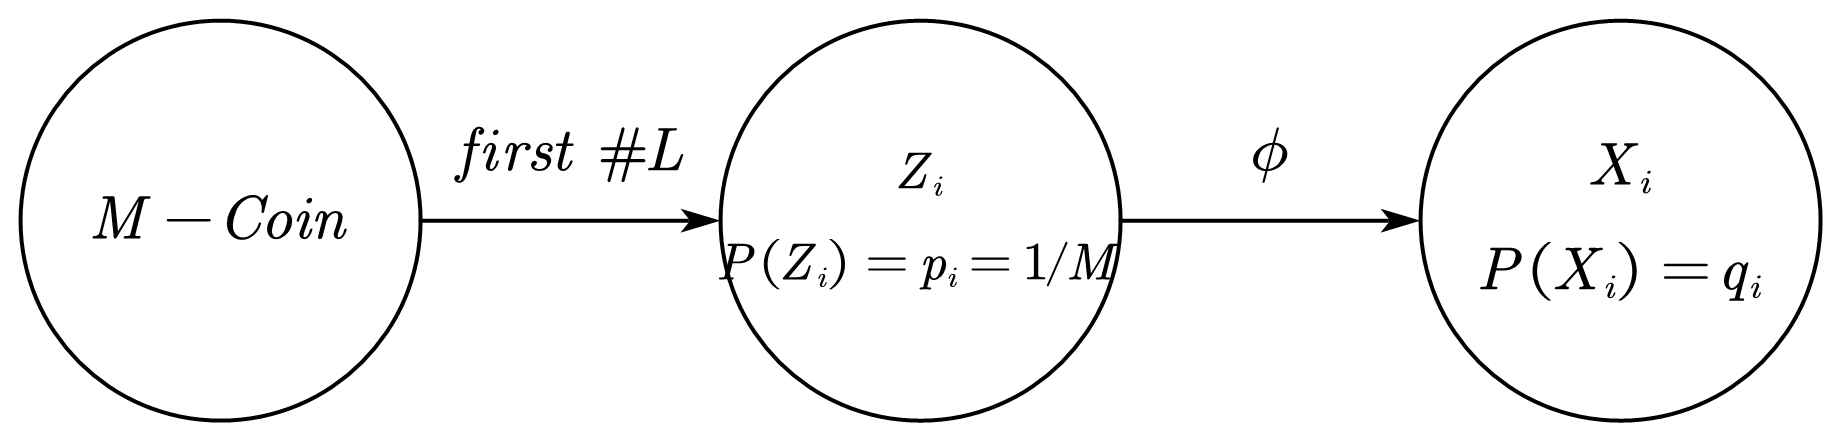 M − Coin
first #L
Z_i
P(Z_i) = p_i = 1/M
ϕ
X_i
P(X_i) = q_i